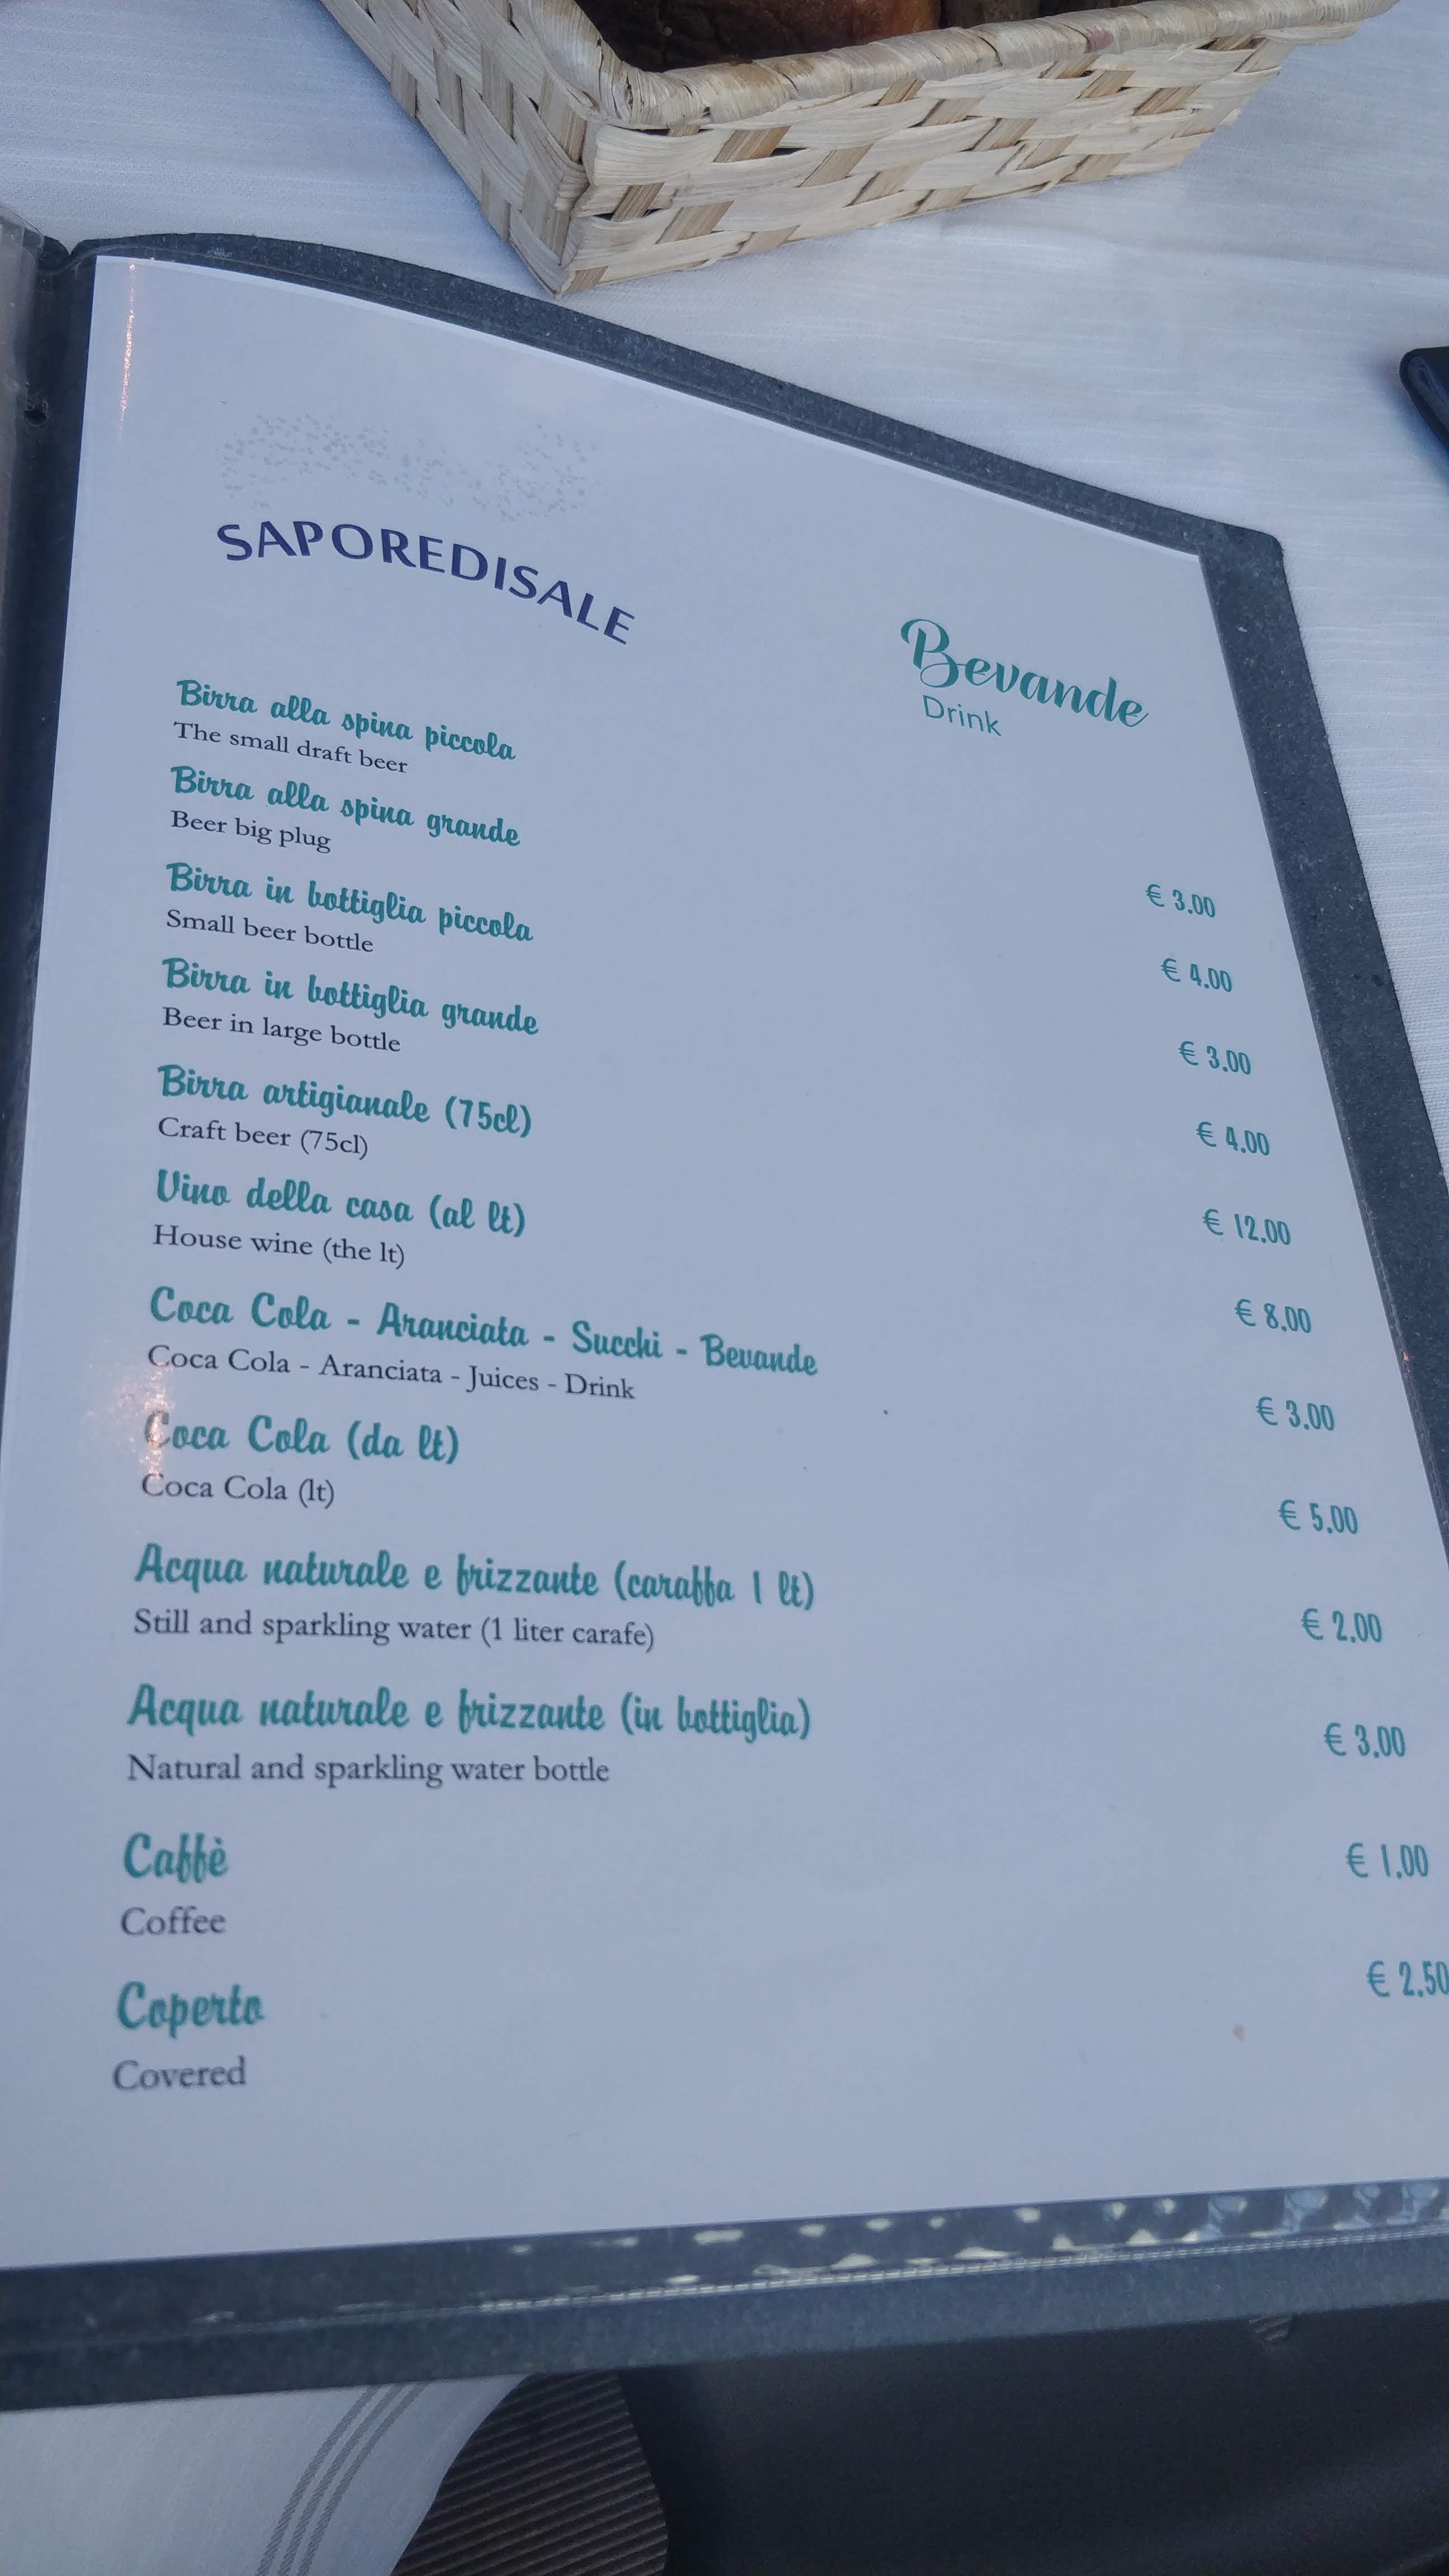 SAPOREDISALE
Bevande
Drink
Birra alla spina piccola € 3.00
The small draft beer
Birra alla spina grande € 4.00
Beer big plug
Birra in bottiglia piccola € 3.00
Small beer bottle
Birra in bottiglia grande € 4.00
Beer in large bottle
Birra artigianale (75cl) € 12.00
Craft beer (75cl)
Vino della casa (al lt) € 8.00
House wine (the lt)
Coca Cola - Aranciata - Succhi - Bevande € 3.00
Coca Cola - Aranciata - Juices - Drink
Coca Cola (da lt) € 5.00
Coca Cola (lt)
Acqua naturale e frizzante (caraffa 1 lt) € 2.00
Still and sparkling water (1 liter carafe)
Acqua naturale e frizzante (in bottiglia) € 3.00
Natural and sparkling water bottle
Caffè € 1.00
Coffee
Coperto € 2.50
Covered